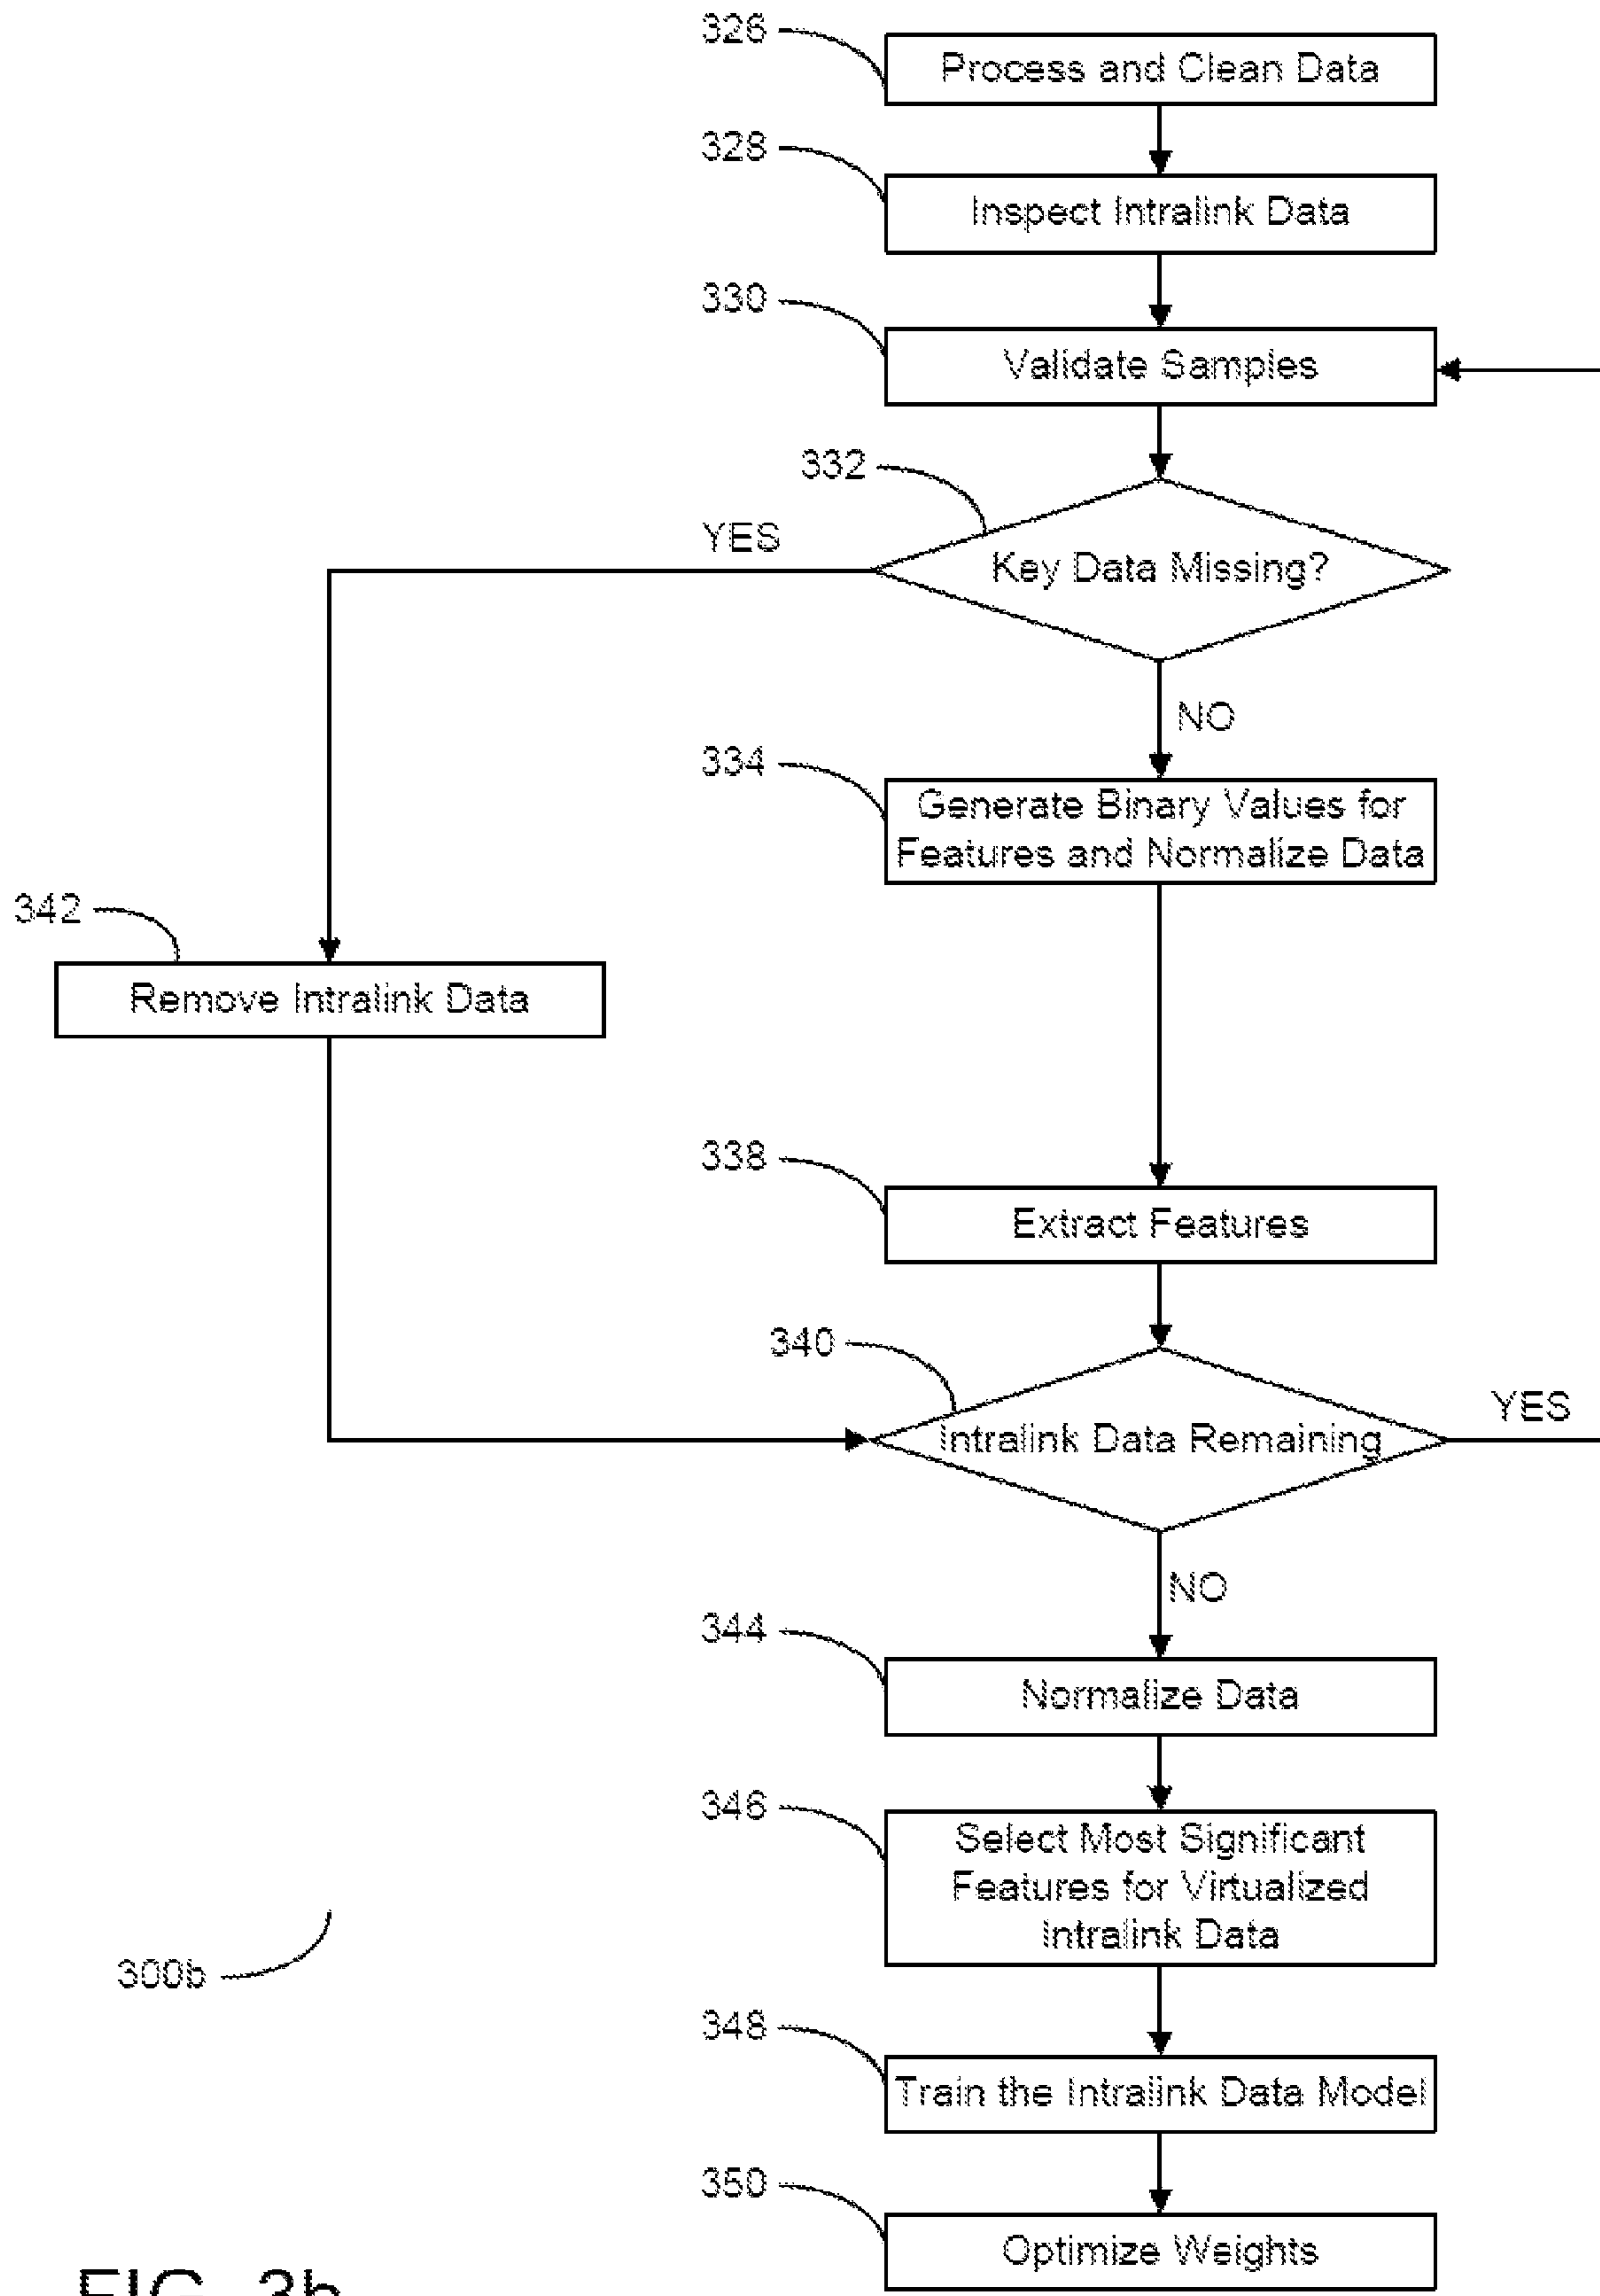 326
Process and Clean Data
328
Inspect Intralink Data
330
Validate Samples
332
YES
Key Data Missing?
NO
334
Generate Binary Values for
Features and Normalize Data
342
Remove Intralink Data
338
Extract Features
340
YES
Intralink Data Remaining
NO
344
Normalize Data
346
Select Most Significant
Features for Virtualized
Intralink Data
300b
348
Train the Intralink Data Model
350
Optimize Weights
FIG. 3b